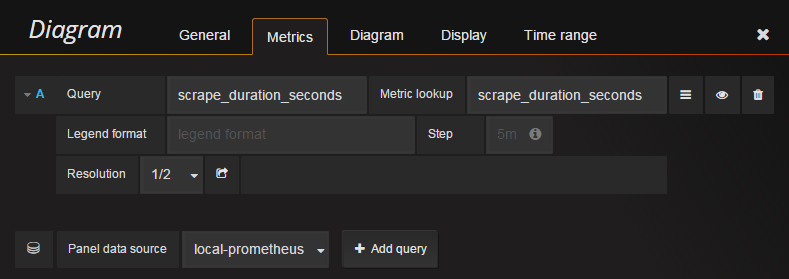 Diagram General Metrics Diagram Display Time range
A Query scrape_duration_seconds Metric lookup scrape_duration_seconds
Legend format legend format Step 5m
Resolution 1/2
Panel data source local-prometheus Add query